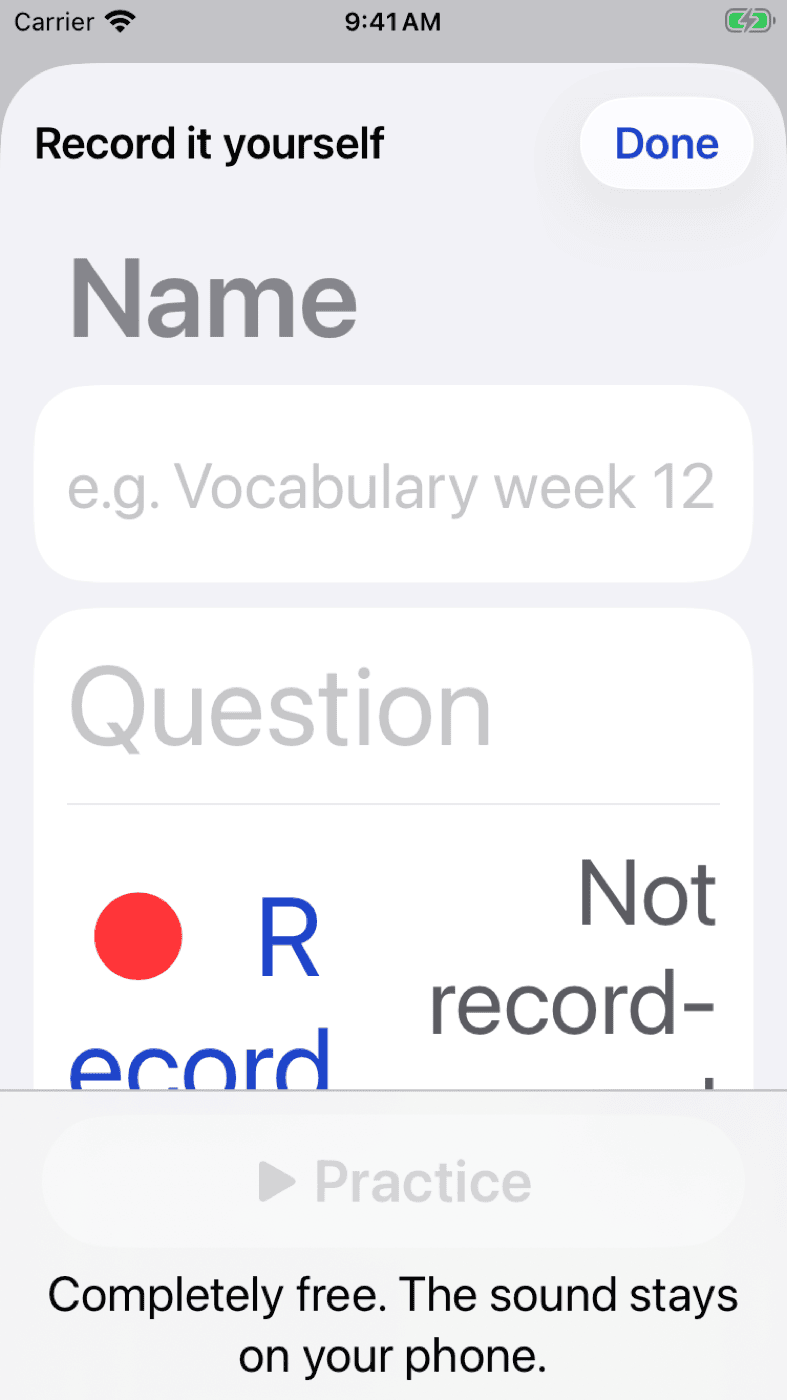 Carrier 9:41 AM
Record it yourself Done
Name
e.g. Vocabulary week 12
Question
R
ecord
Not
record-
Practice
Completely free. The sound stays
on your phone.